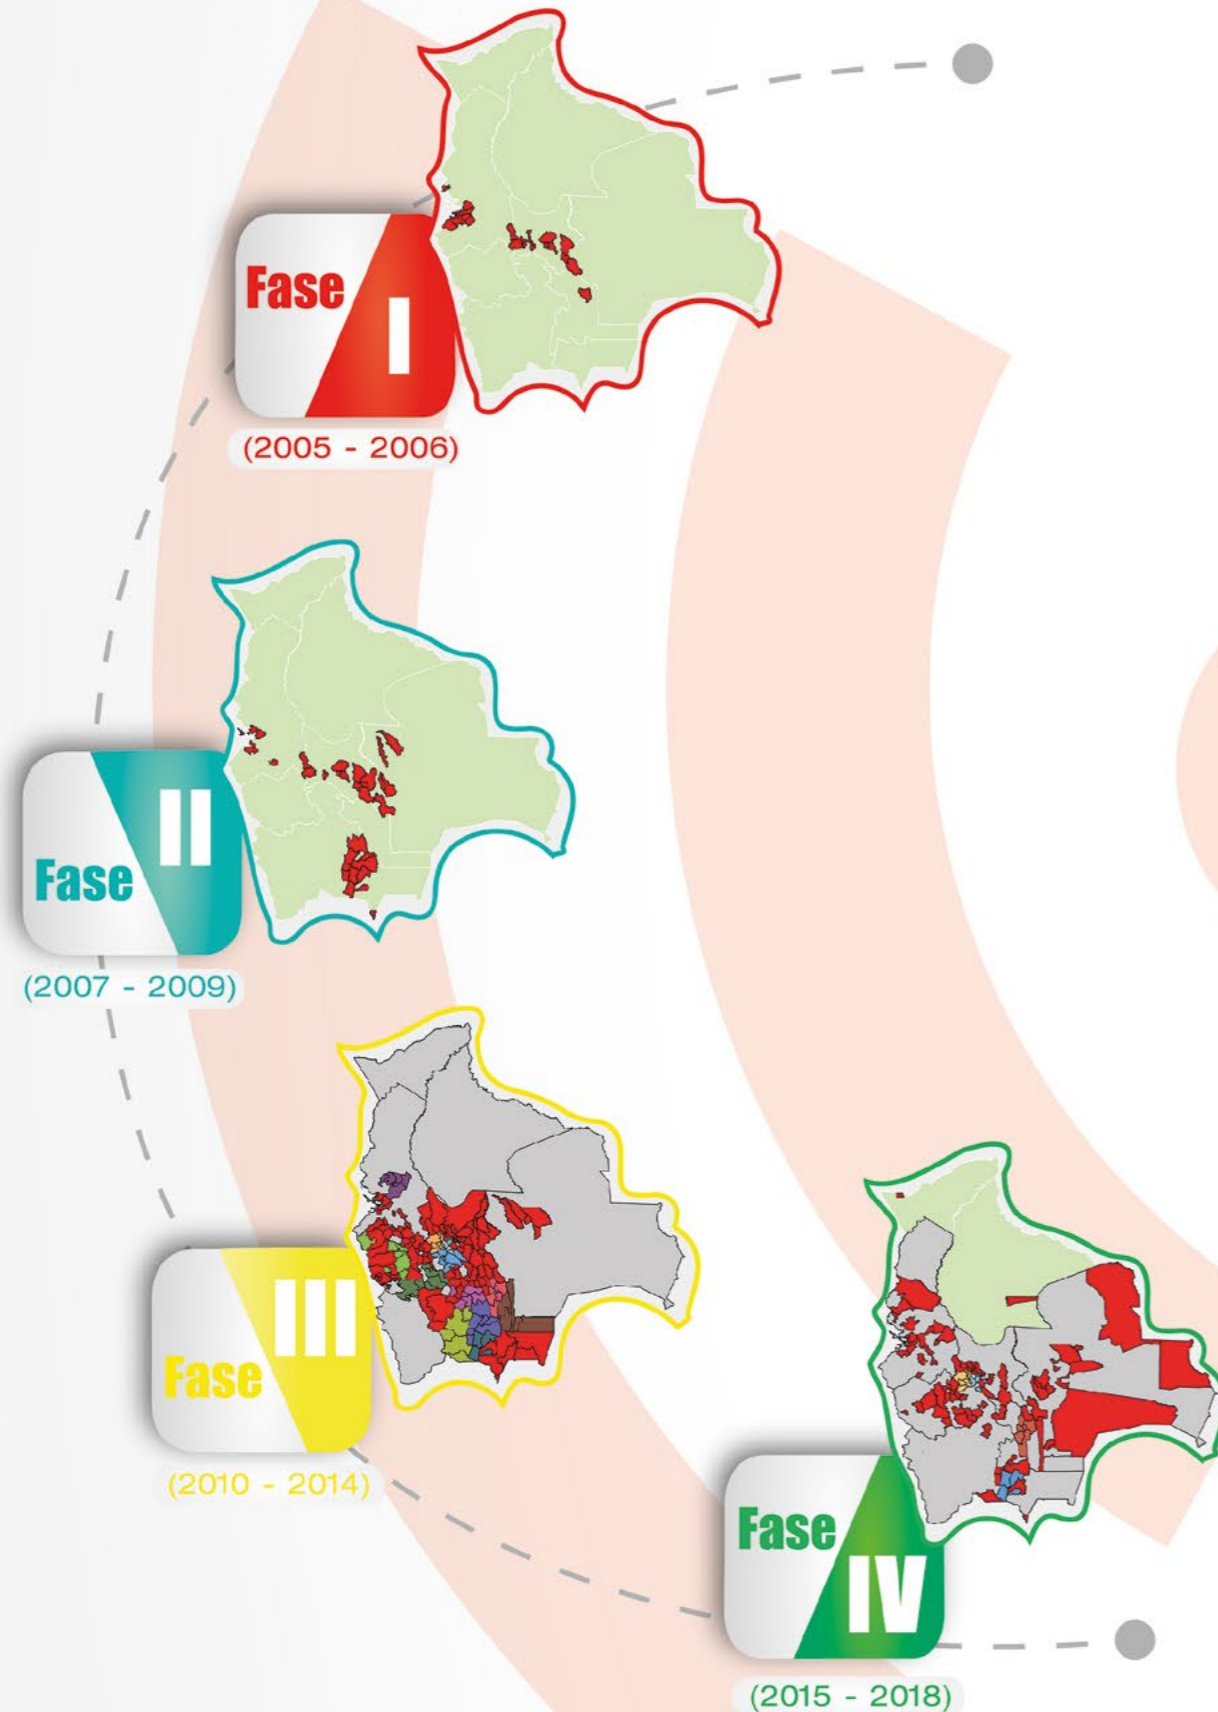 Fase
I
(2005 - 2006)
Fase
II
(2007 - 2009)
Fase
III
(2010 - 2014)
Fase
IV
(2015 - 2018)